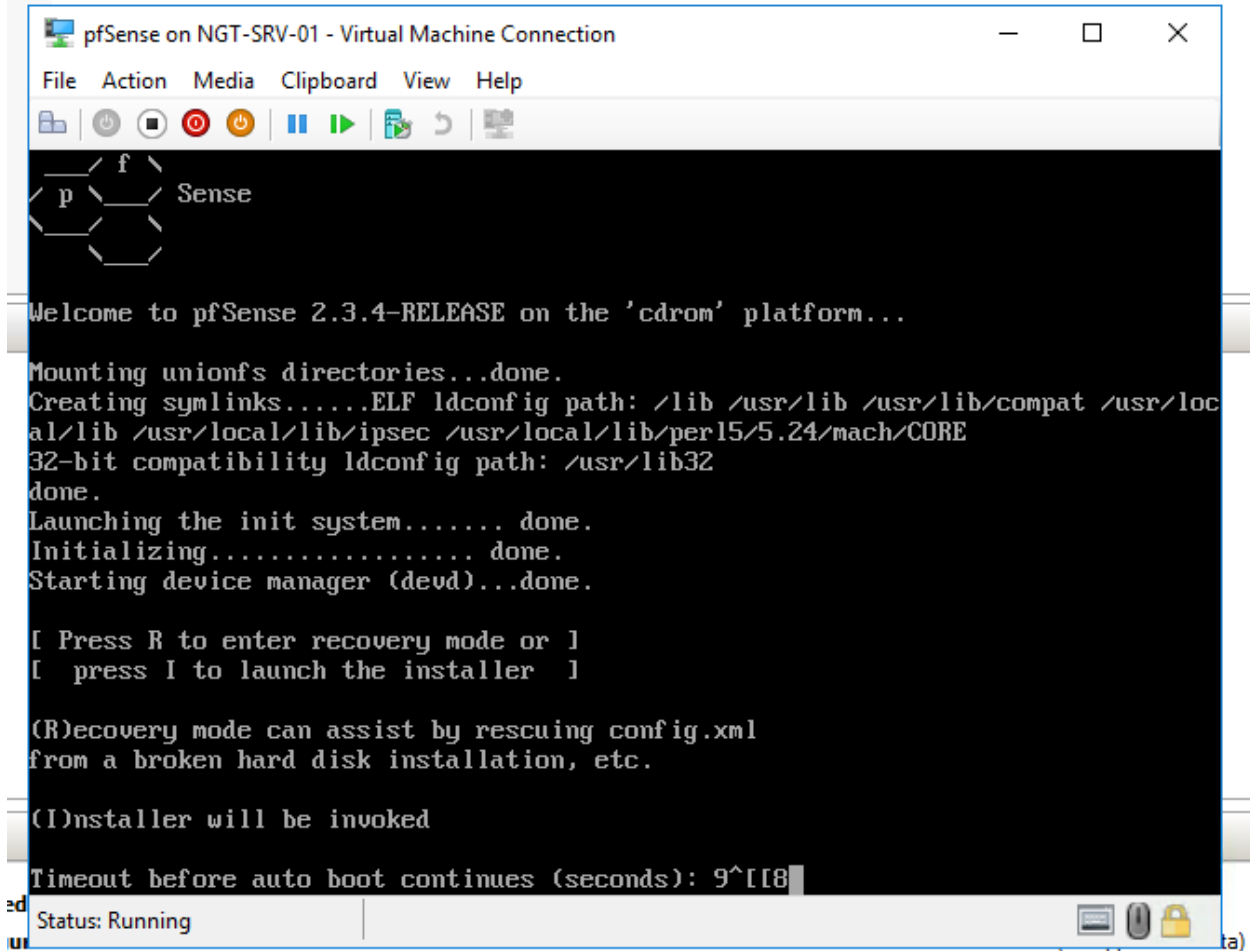 pfSense on NGT-SRV-01 - Virtual Machine Connection
File Action Media Clipboard View Help
___/ f \
/ p \___/ Sense
\___/   \
    \___/
Welcome to pfSense 2.3.4-RELEASE on the 'cdrom' platform...
Mounting unionfs directories...done.
Creating symlinks......ELF ldconfig path: /lib /usr/lib /usr/lib/compat /usr/loc
al/lib /usr/local/lib/ipsec /usr/local/lib/perl5/5.24/mach/CORE
32-bit compatibility ldconfig path: /usr/lib32
done.
Launching the init system....... done.
Initializing.................. done.
Starting device manager (devd)...done.
[ Press R to enter recovery mode or ]
[  press I to launch the installer  ]
(R)ecovery mode can assist by rescuing config.xml
from a broken hard disk installation, etc.
(I)nstaller will be invoked
Timeout before auto boot continues (seconds): 9^[[8
Status: Running
ta)